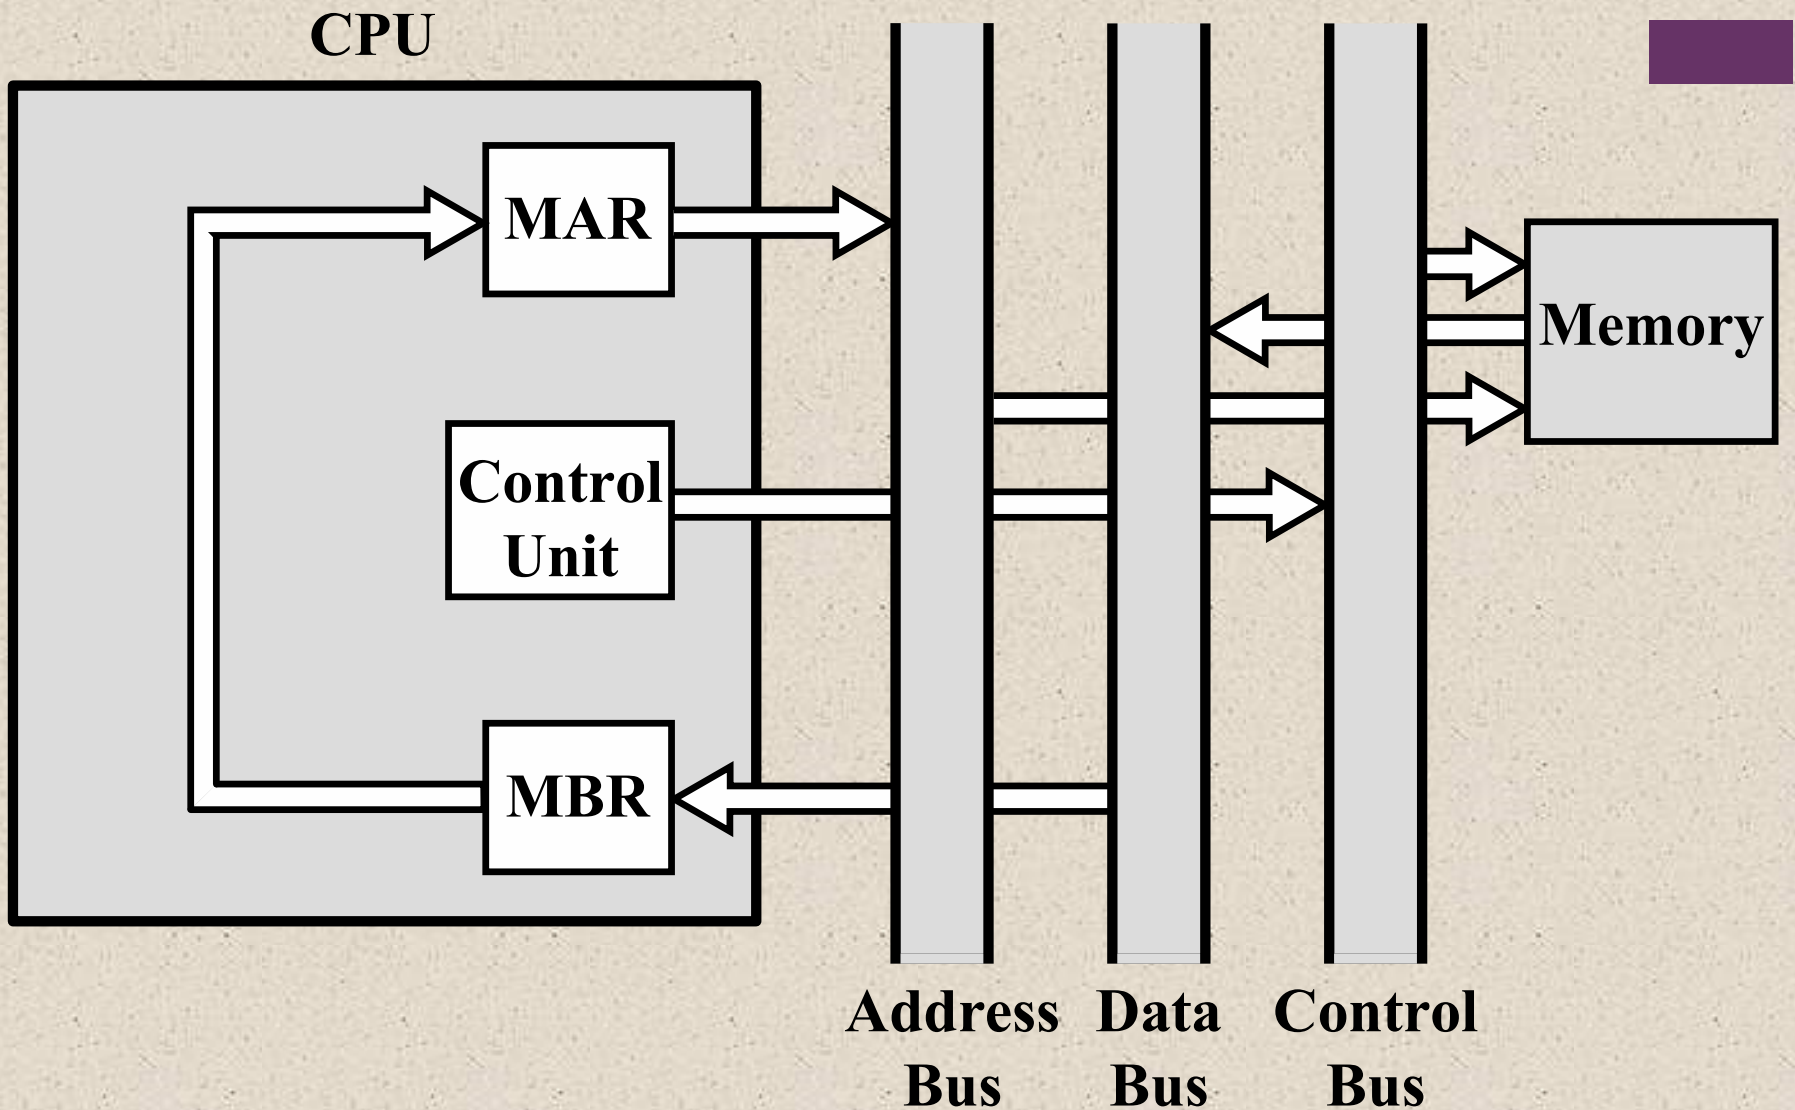 CPU
MAR
Memory
Control
Unit
MBR
Address
Bus
Data
Bus
Control
Bus